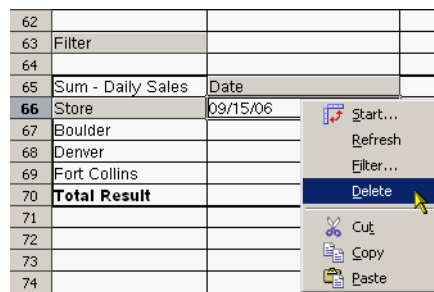 62
63 Filter
64
65 Sum - Daily Sales Date
66 Store 09/15/06
Start...
67 Boulder
Refresh
68 Denver
Filter...
69 Fort Collins
Delete
70 Total Result
71
Cut
72
Copy
73
Paste
74